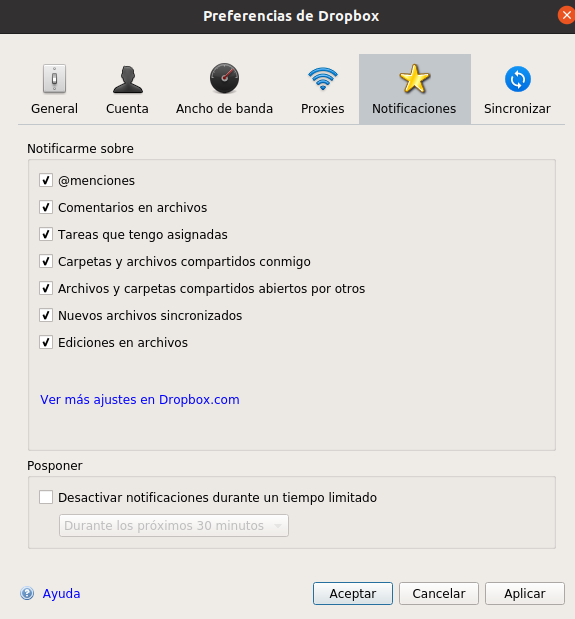 Preferencias de Dropbox
General
Cuenta
Ancho de banda
Proxies
Notificaciones
Sincronizar
Notificarme sobre
@menciones
Comentarios en archivos
Tareas que tengo asignadas
Carpetas y archivos compartidos conmigo
Archivos y carpetas compartidos abiertos por otros
Nuevos archivos sincronizados
Ediciones en archivos
Ver más ajustes en Dropbox.com
Posponer
Desactivar notificaciones durante un tiempo limitado
Durante los próximos 30 minutos
Ayuda
Aceptar
Cancelar
Aplicar